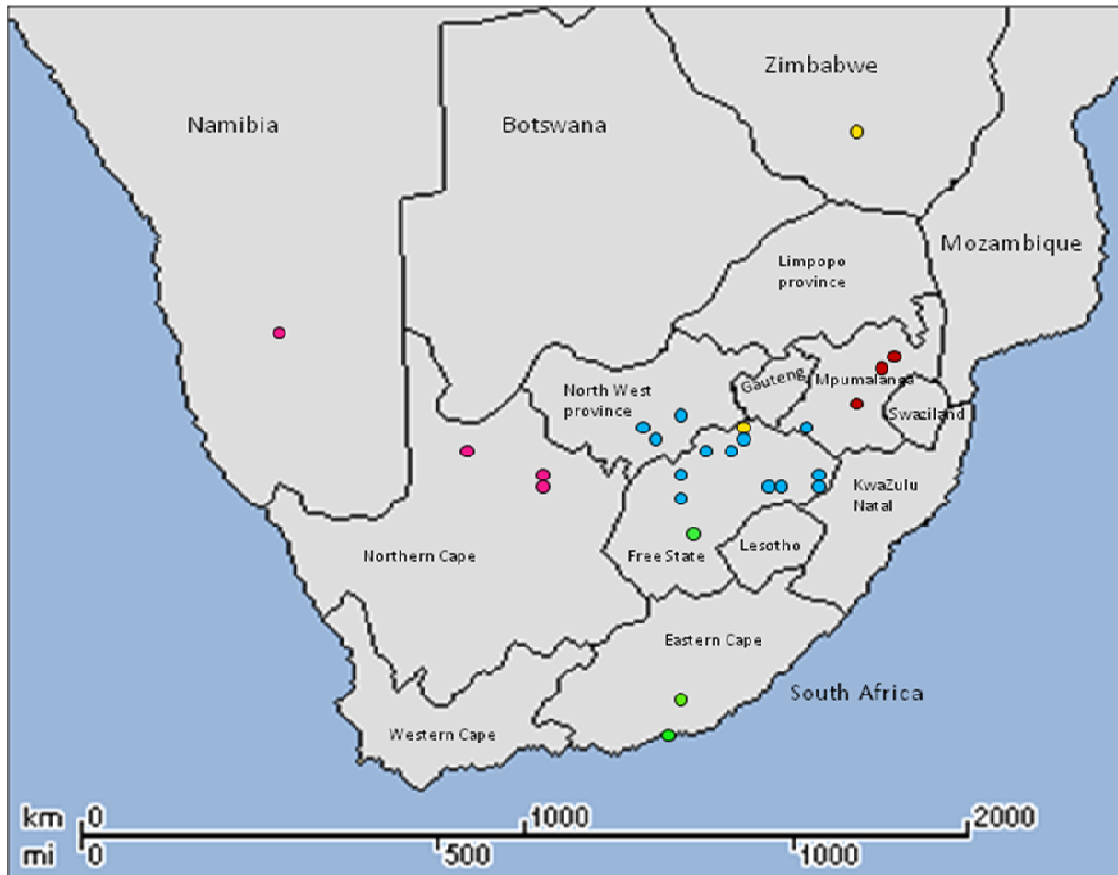 Zimbabwe
Namibia
Botswana
Mozambique
Limpopo
province
Gauteng
Mpumalanga
North West
province
Swaziland
KwaZulu
Natal
Northern Cape
Free State
Lesotho
Eastern Cape
South Africa
Western Cape
km 0 1000 2000
mi 0 500 1000